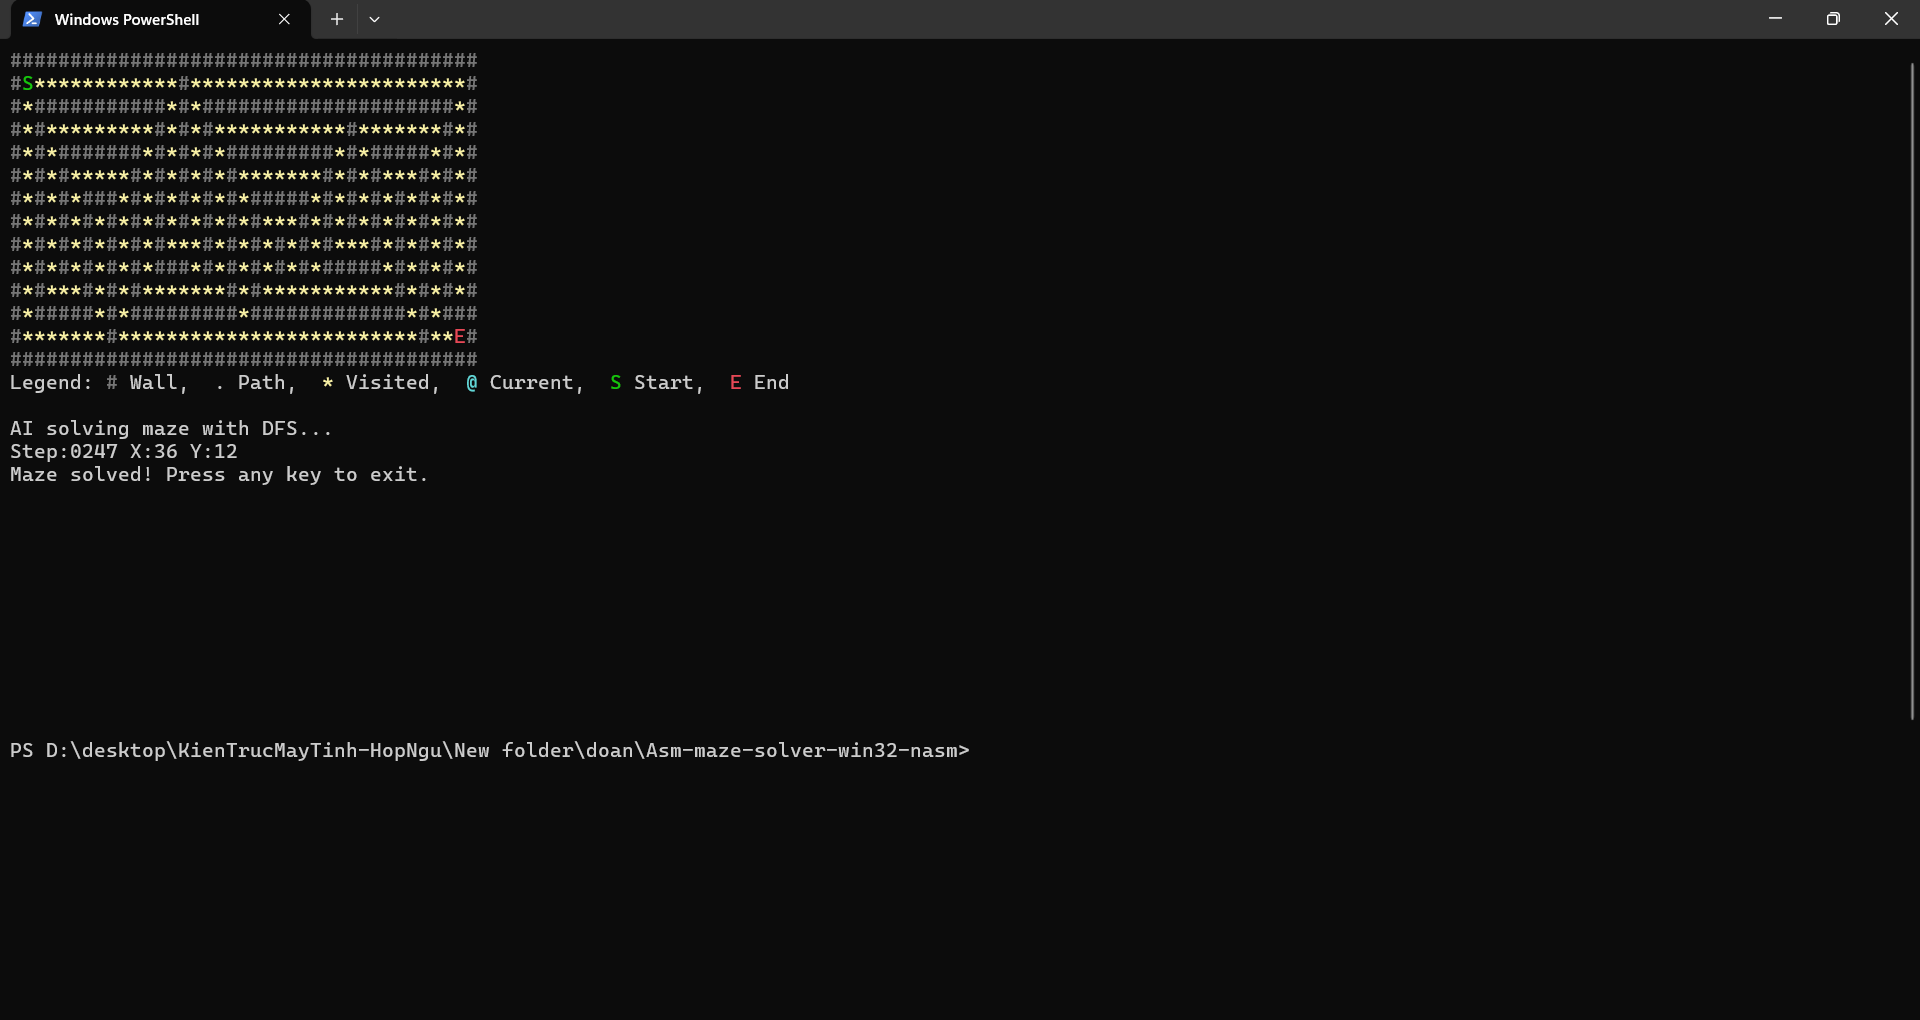 Windows PowerShell
#######################################
#S************#***********************#
#*###########*#*#####################*#
#*#*********#*#*#***********#*******#*#
#*#*#######*#*#*#*#########*#*#####*#*#
#*#*#*****#*#*#*#*#*******#*#*#***#*#*#
#*#*#*###*#*#*#*#*#*#####*#*#*#*#*#*#*#
#*#*#*#*#*#*#*#*#*#*#***#*#*#*#*#*#*#*#
#*#*#*#*#*#***#*#*#*#*#*#*#***#*#*#*#*#
#*#*#*#*#*#*###*#*#*#*#*#*#####*#*#*#*#
#*#***#*#*#*******#*#***********#*#*#*#
#*#####*#*#########*#############*#*###
#*******#*************************#**E#
#######################################
Legend: # Wall,  . Path,  * Visited,  @ Current,  S Start,  E End
AI solving maze with DFS...
Step:0247 X:36 Y:12
Maze solved! Press any key to exit.
PS D:\desktop\KienTrucMayTinh-HopNgu\New folder\doan\Asm-maze-solver-win32-nasm>